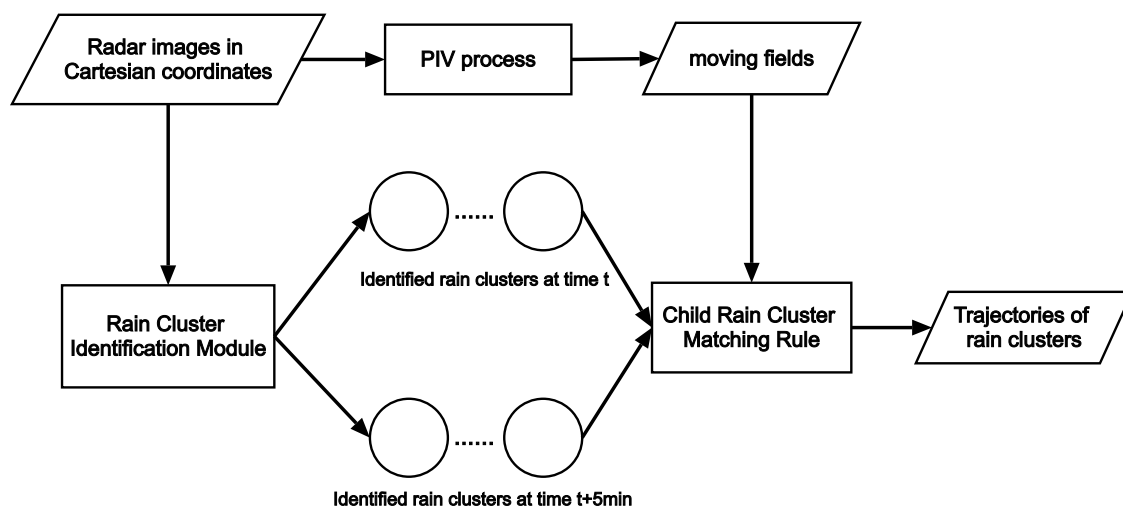 Radar images in
Cartesian coordinates
PIV process
moving fields
......
Identified rain clusters at time t
Rain Cluster
Identification Module
Child Rain Cluster
Matching Rule
Trajectories of
rain clusters
......
Identified rain clusters at time t+5min